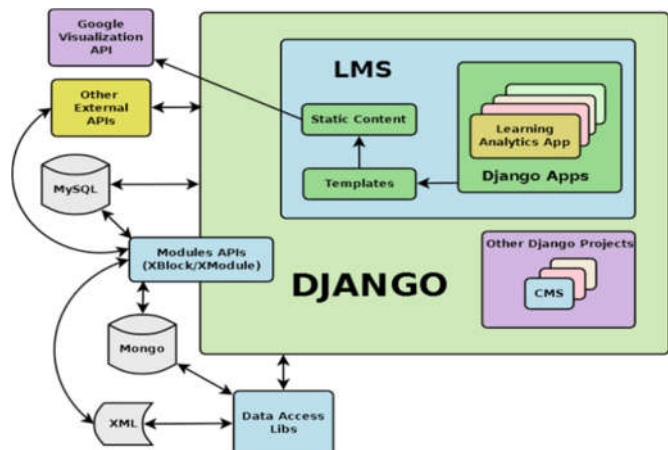 Google
Visualization
API
LMS
Other
External
APIs
Static Content
Learning
Analytics App
Templates
Django Apps
MySQL
Modules APIs
(XBlock/XModule)
Other Django Projects
DJANGO
CMS
Mongo
XML
Data Access
Libs